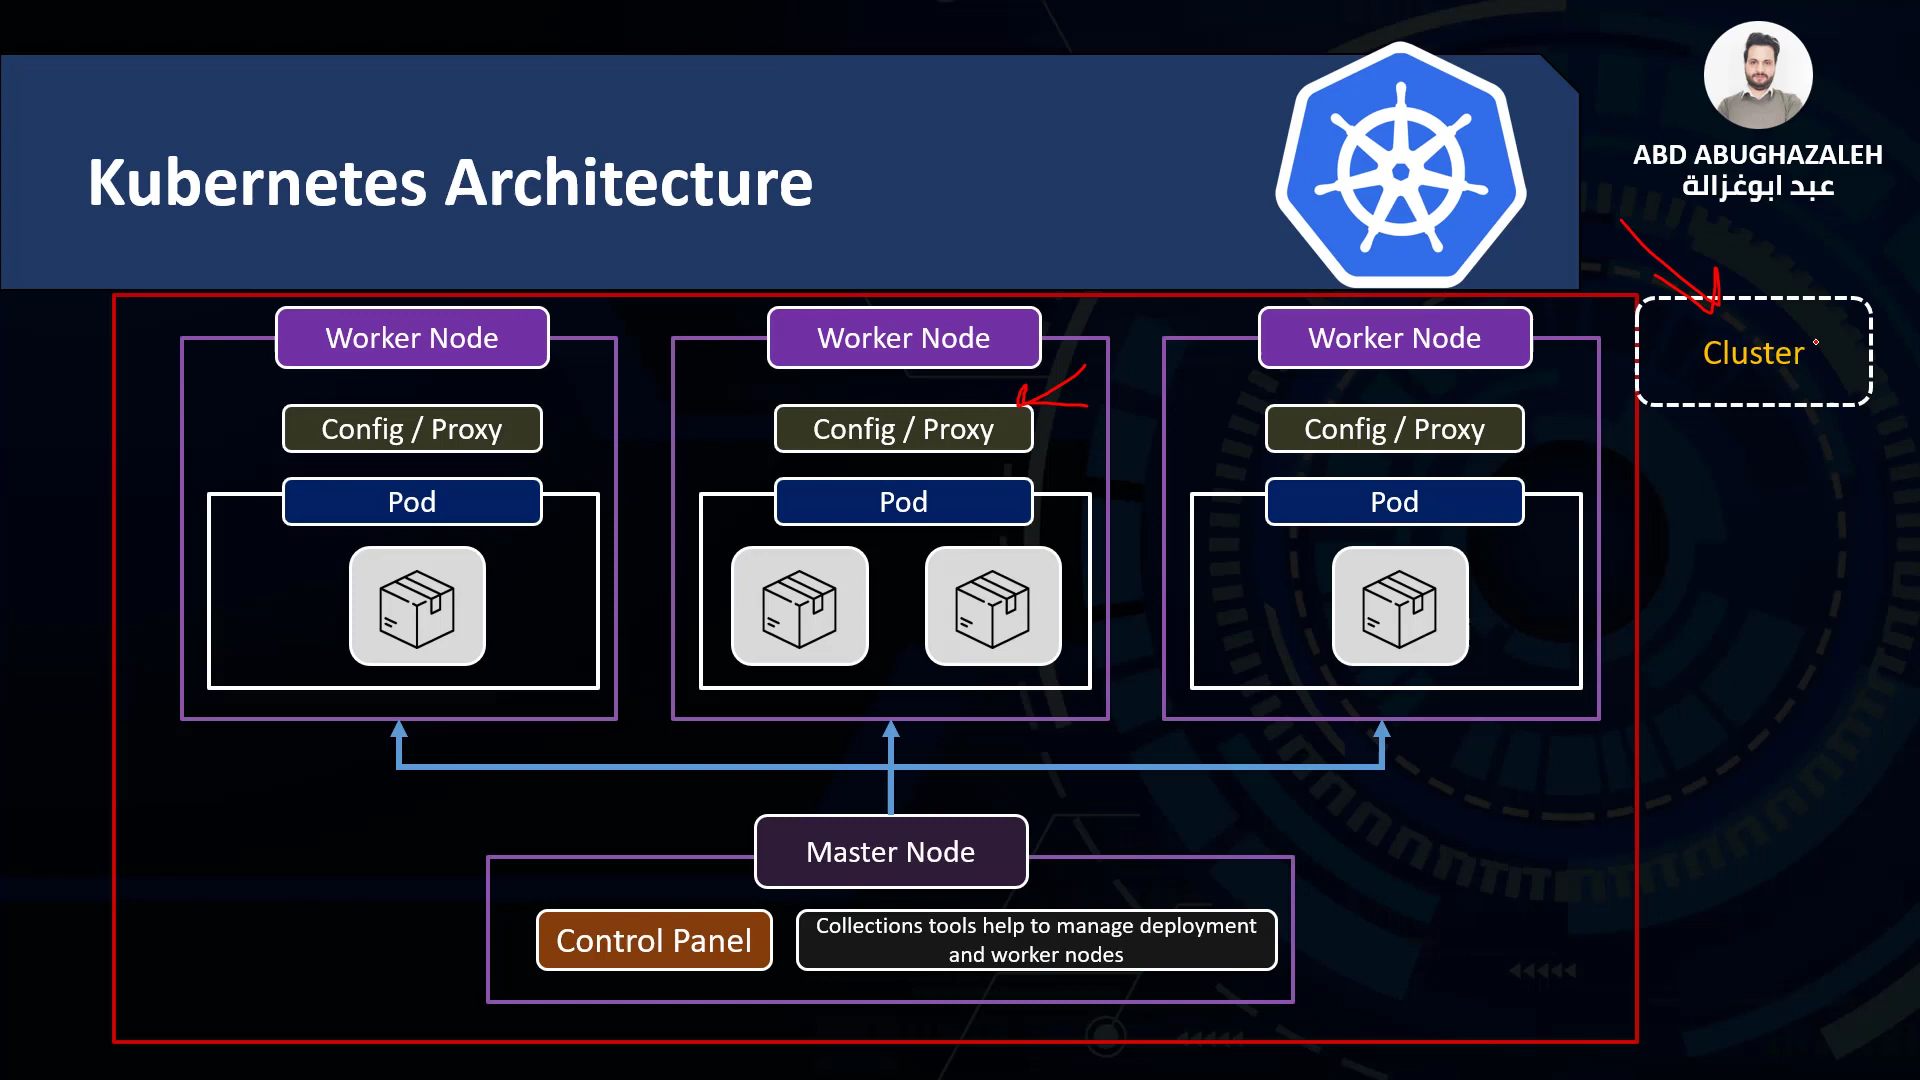 Kubernetes Architecture
ABD ABUGHAZALEH
عبد ابوغزالة
Worker Node
Worker Node
Worker Node
Cluster
Config / Proxy
Config / Proxy
Config / Proxy
Pod
Pod
Pod
Master Node
Control Panel
Collections tools help to manage deployment
and worker nodes